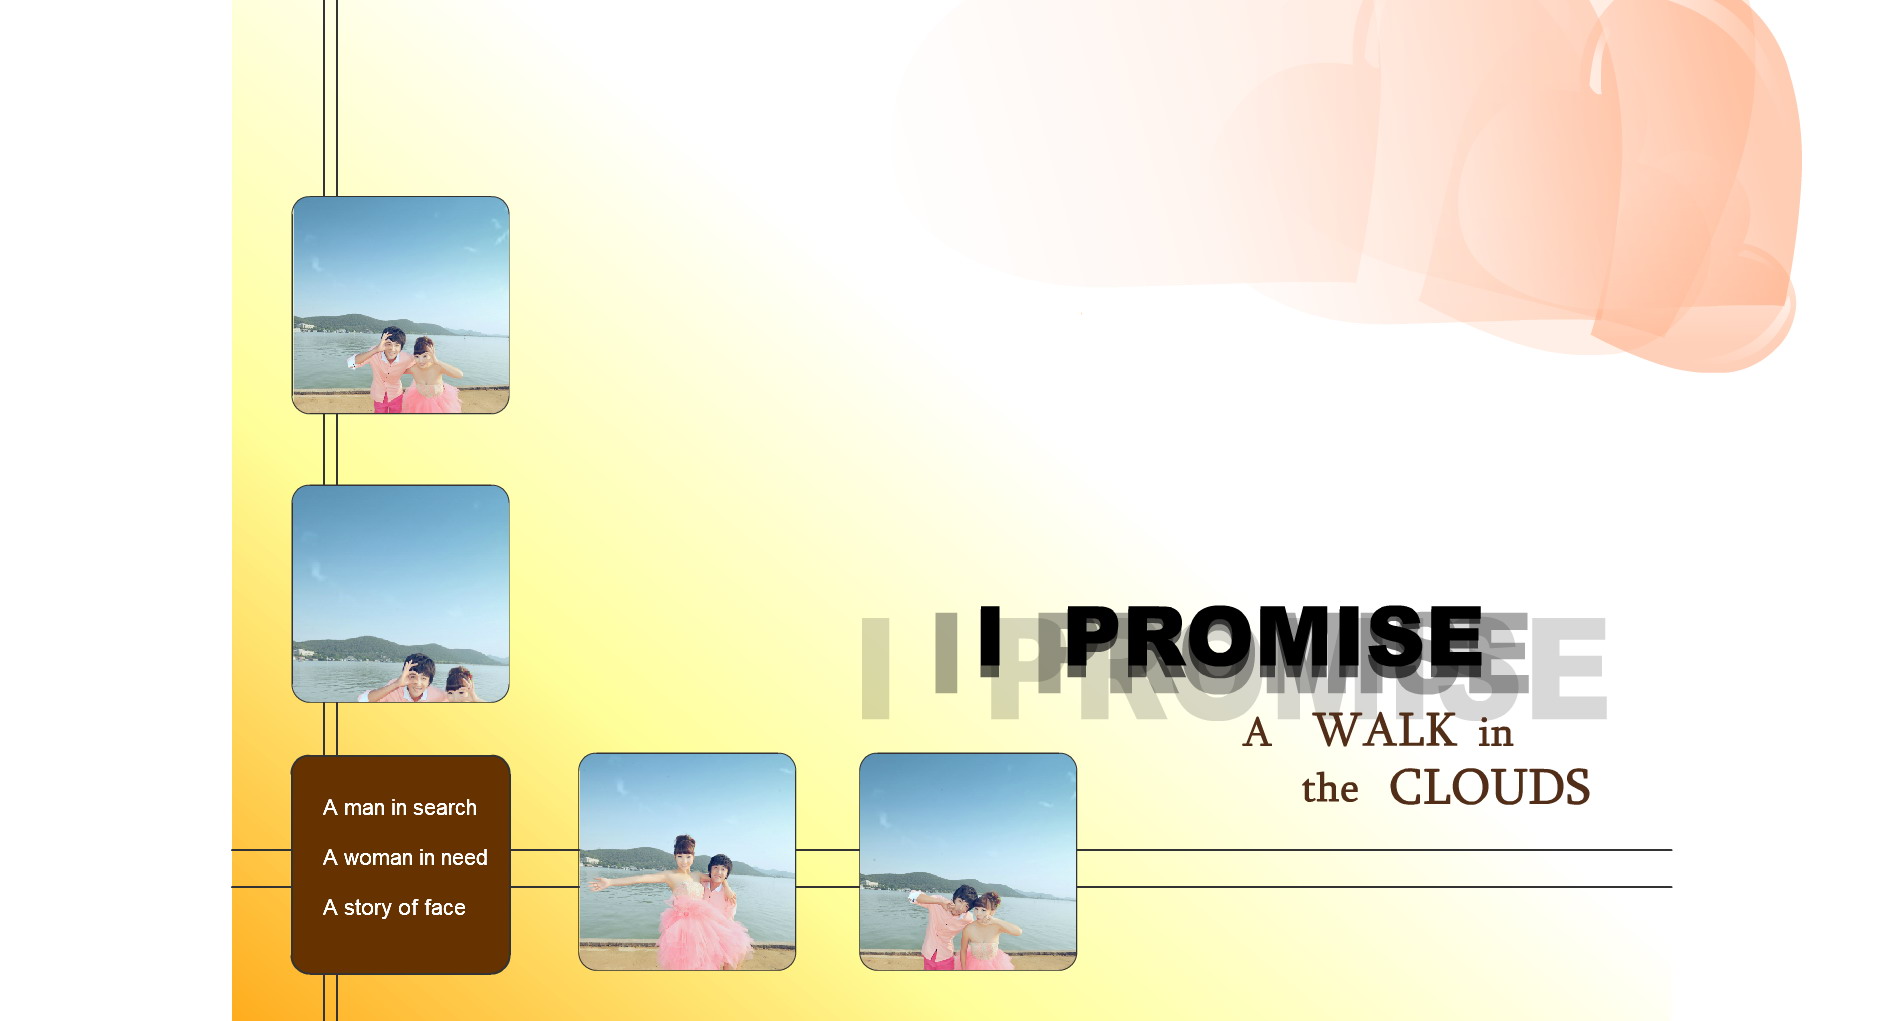 I PROMISE
A WALK in
the CLOUDS
A man in search
A woman in need
A story of face